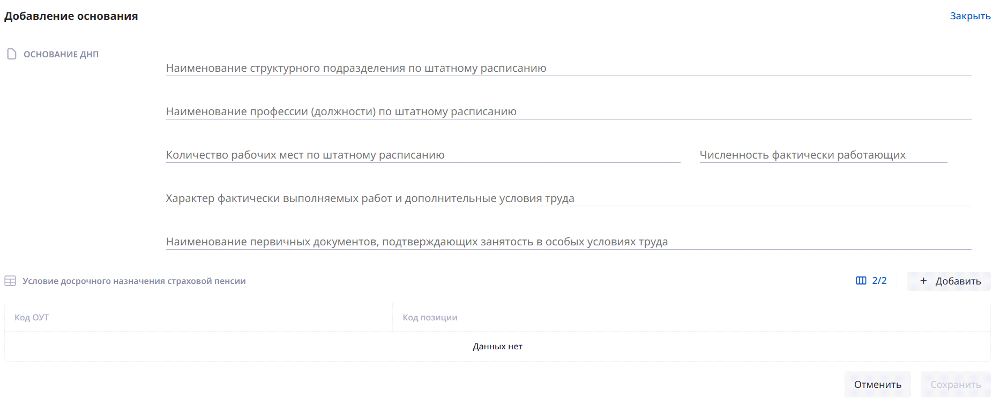 Добавление основания
Закрыть
ОСНОВАНИЕ ДНП
Наименование структурного подразделения по штатному расписанию
Наименование профессии (должности) по штатному расписанию
Количество рабочих мест по штатному расписанию
Численность фактически работающих
Характер фактически выполняемых работ и дополнительные условия труда
Наименование первичных документов, подтверждающих занятость в особых условиях труда
Условие досрочного назначения страховой пенсии
2/2
+ Добавить
Код ОУТ
Код позиции
Данных нет
Отменить
Сохранить